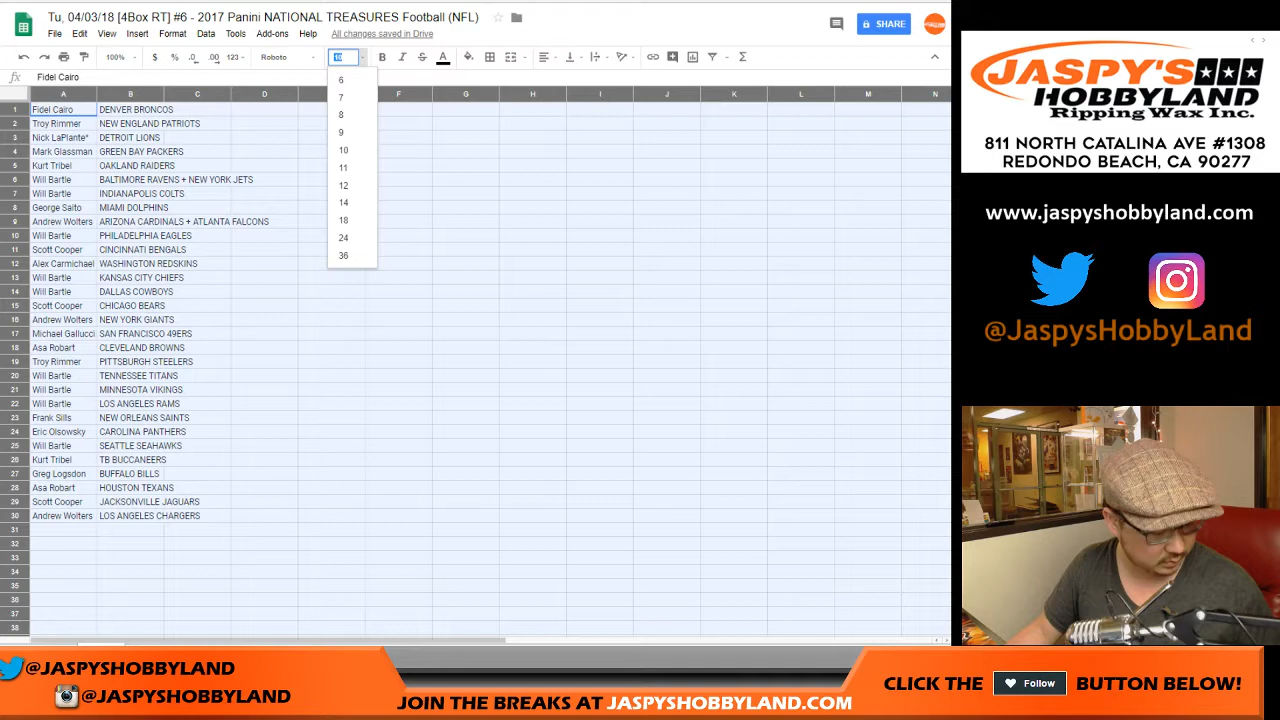 Tu, 04/03/18 [4Box RT] #6 - 2017 Panini NATIONAL TREASURES Football (NFL)
File Edit View Insert Format Data Tools Add-ons Help All changes saved in Drive
SHARE
100% $ % .0 .00 123 Roboto 10 B I S A
fx Fidel Cairo
A B C D F G H I J K L M N
1 Fidel Cairo DENVER BRONCOS
2 Troy Rimmer NEW ENGLAND PATRIOTS
3 Nick LaPlante* DETROIT LIONS
4 Mark Glassman GREEN BAY PACKERS
5 Kurt Tribel OAKLAND RAIDERS
6 Will Bartle BALTIMORE RAVENS + NEW YORK JETS
7 Will Bartle INDIANAPOLIS COLTS
8 George Saito MIAMI DOLPHINS
9 Andrew Wolters ARIZONA CARDINALS + ATLANTA FALCONS
10 Will Bartle PHILADELPHIA EAGLES
11 Scott Cooper CINCINNATI BENGALS
12 Alex Carmichael WASHINGTON REDSKINS
13 Will Bartle KANSAS CITY CHIEFS
14 Will Bartle DALLAS COWBOYS
15 Scott Cooper CHICAGO BEARS
16 Andrew Wolters NEW YORK GIANTS
17 Michael Gallucci SAN FRANCISCO 49ERS
18 Asa Robart CLEVELAND BROWNS
19 Troy Rimmer PITTSBURGH STEELERS
20 Will Bartle TENNESSEE TITANS
21 Will Bartle MINNESOTA VIKINGS
22 Will Bartle LOS ANGELES RAMS
23 Frank Sills NEW ORLEANS SAINTS
24 Eric Olsowsky CAROLINA PANTHERS
25 Will Bartle SEATTLE SEAHAWKS
26 Kurt Tribel TB BUCCANEERS
27 Greg Logsdon BUFFALO BILLS
28 Asa Robart HOUSTON TEXANS
29 Scott Cooper JACKSONVILLE JAGUARS
30 Andrew Wolters LOS ANGELES CHARGERS
31
32
33
34
35
36
37
38
6
7
8
9
10
11
12
14
18
24
36
JASPY'S
HOBBYLAND
Ripping Wax Inc.
811 NORTH CATALINA AVE #1308
REDONDO BEACH, CA 90277
www.jaspyshobbyland.com
@JaspysHobbyLand
@JASPYSHOBBYLAND
@JASPYSHOBBYLAND
JOIN THE BREAKS AT JASPYSHOBBYLAND.COM
CLICK THE Follow BUTTON BELOW!